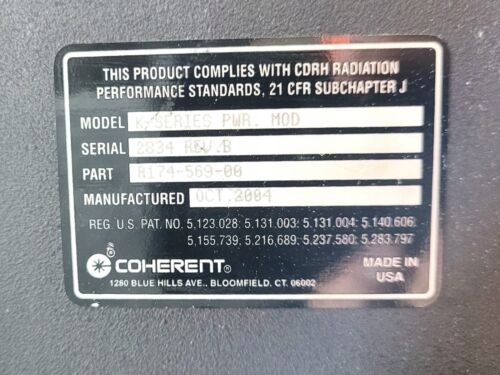 THIS PRODUCT COMPLIES WITH CDRH RADIATION
PERFORMANCE STANDARDS, 21 CFR SUBCHAPTER J
MODEL K/SERIES PWR. MOD
SERIAL 2834 REV.B
PART R174-569-00
MANUFACTURED OCT.2004
REG. U.S. PAT NO. 5,123.028: 5.131.003: 5.131.004: 5.140.606:
5,155.739; 5.216,689; 5.237.580: 5.283.797
COHERENT®
1280 BLUE HILLS AVE., BLOOMFIELD, CT. 06002
MADE IN
USA